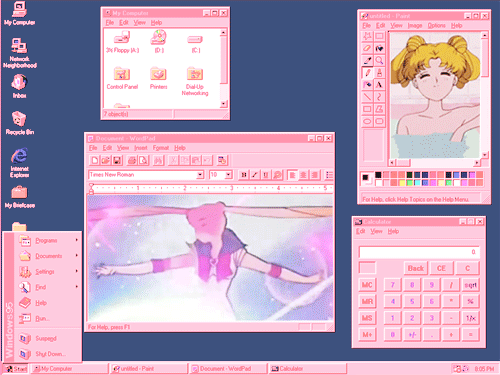 My Computer
Network
Neighborhood
Inbox
Recycle Bin
Internet
Explorer
My Briefcase
My Computer
File Edit View Help
3½ Floppy (A:) (D:) (C:)
Control Panel Printers Dial-Up
Networking
7 object(s)
untitled - Paint
File Edit View Image Options Help
For Help, click Help Topics on the Help Menu.
Document - WordPad
File Edit View Insert Format Help
Times New Roman 10 B I U
1 2 3 4 5
For Help, press F1
Calculator
Edit View Help
0.
Back CE C
MC 7 8 9 / sqrt
MR 4 5 6 * %
MS 1 2 3 - 1/x
M+ 0 +/- . + =
Programs
Documents
Settings
Find
Help
Run...
Suspend
Shut Down...
Windows 95
Start My Computer untitled - Paint Document - WordPad Calculator 8:05 PM